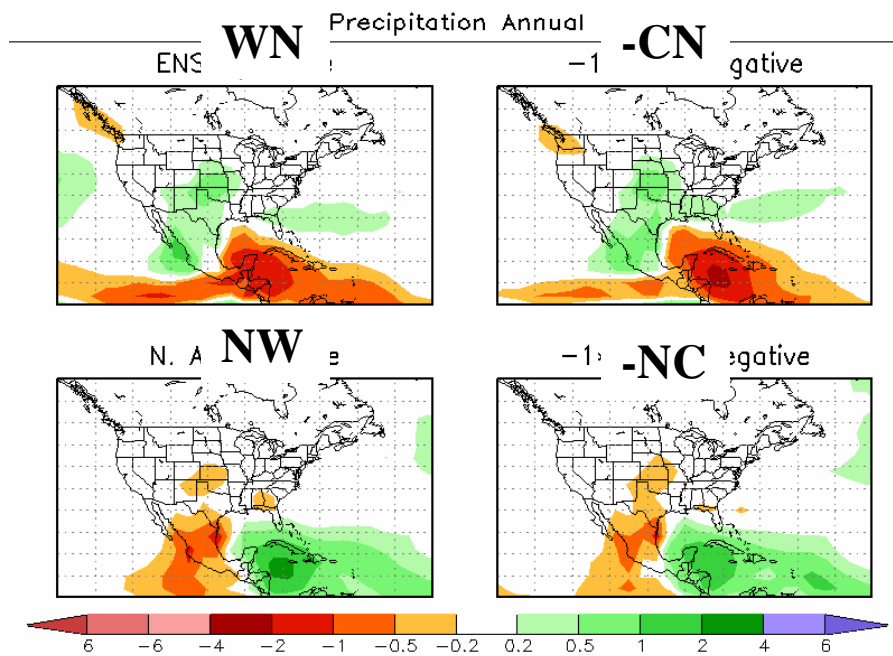 Precipitation Annual
WN -CN
ENS e -1 gative
NW -NC
N. A e -1 egative
6 -6 -4 -2 -1 -0.5 -0.2 0.2 0.5 1 2 4 6